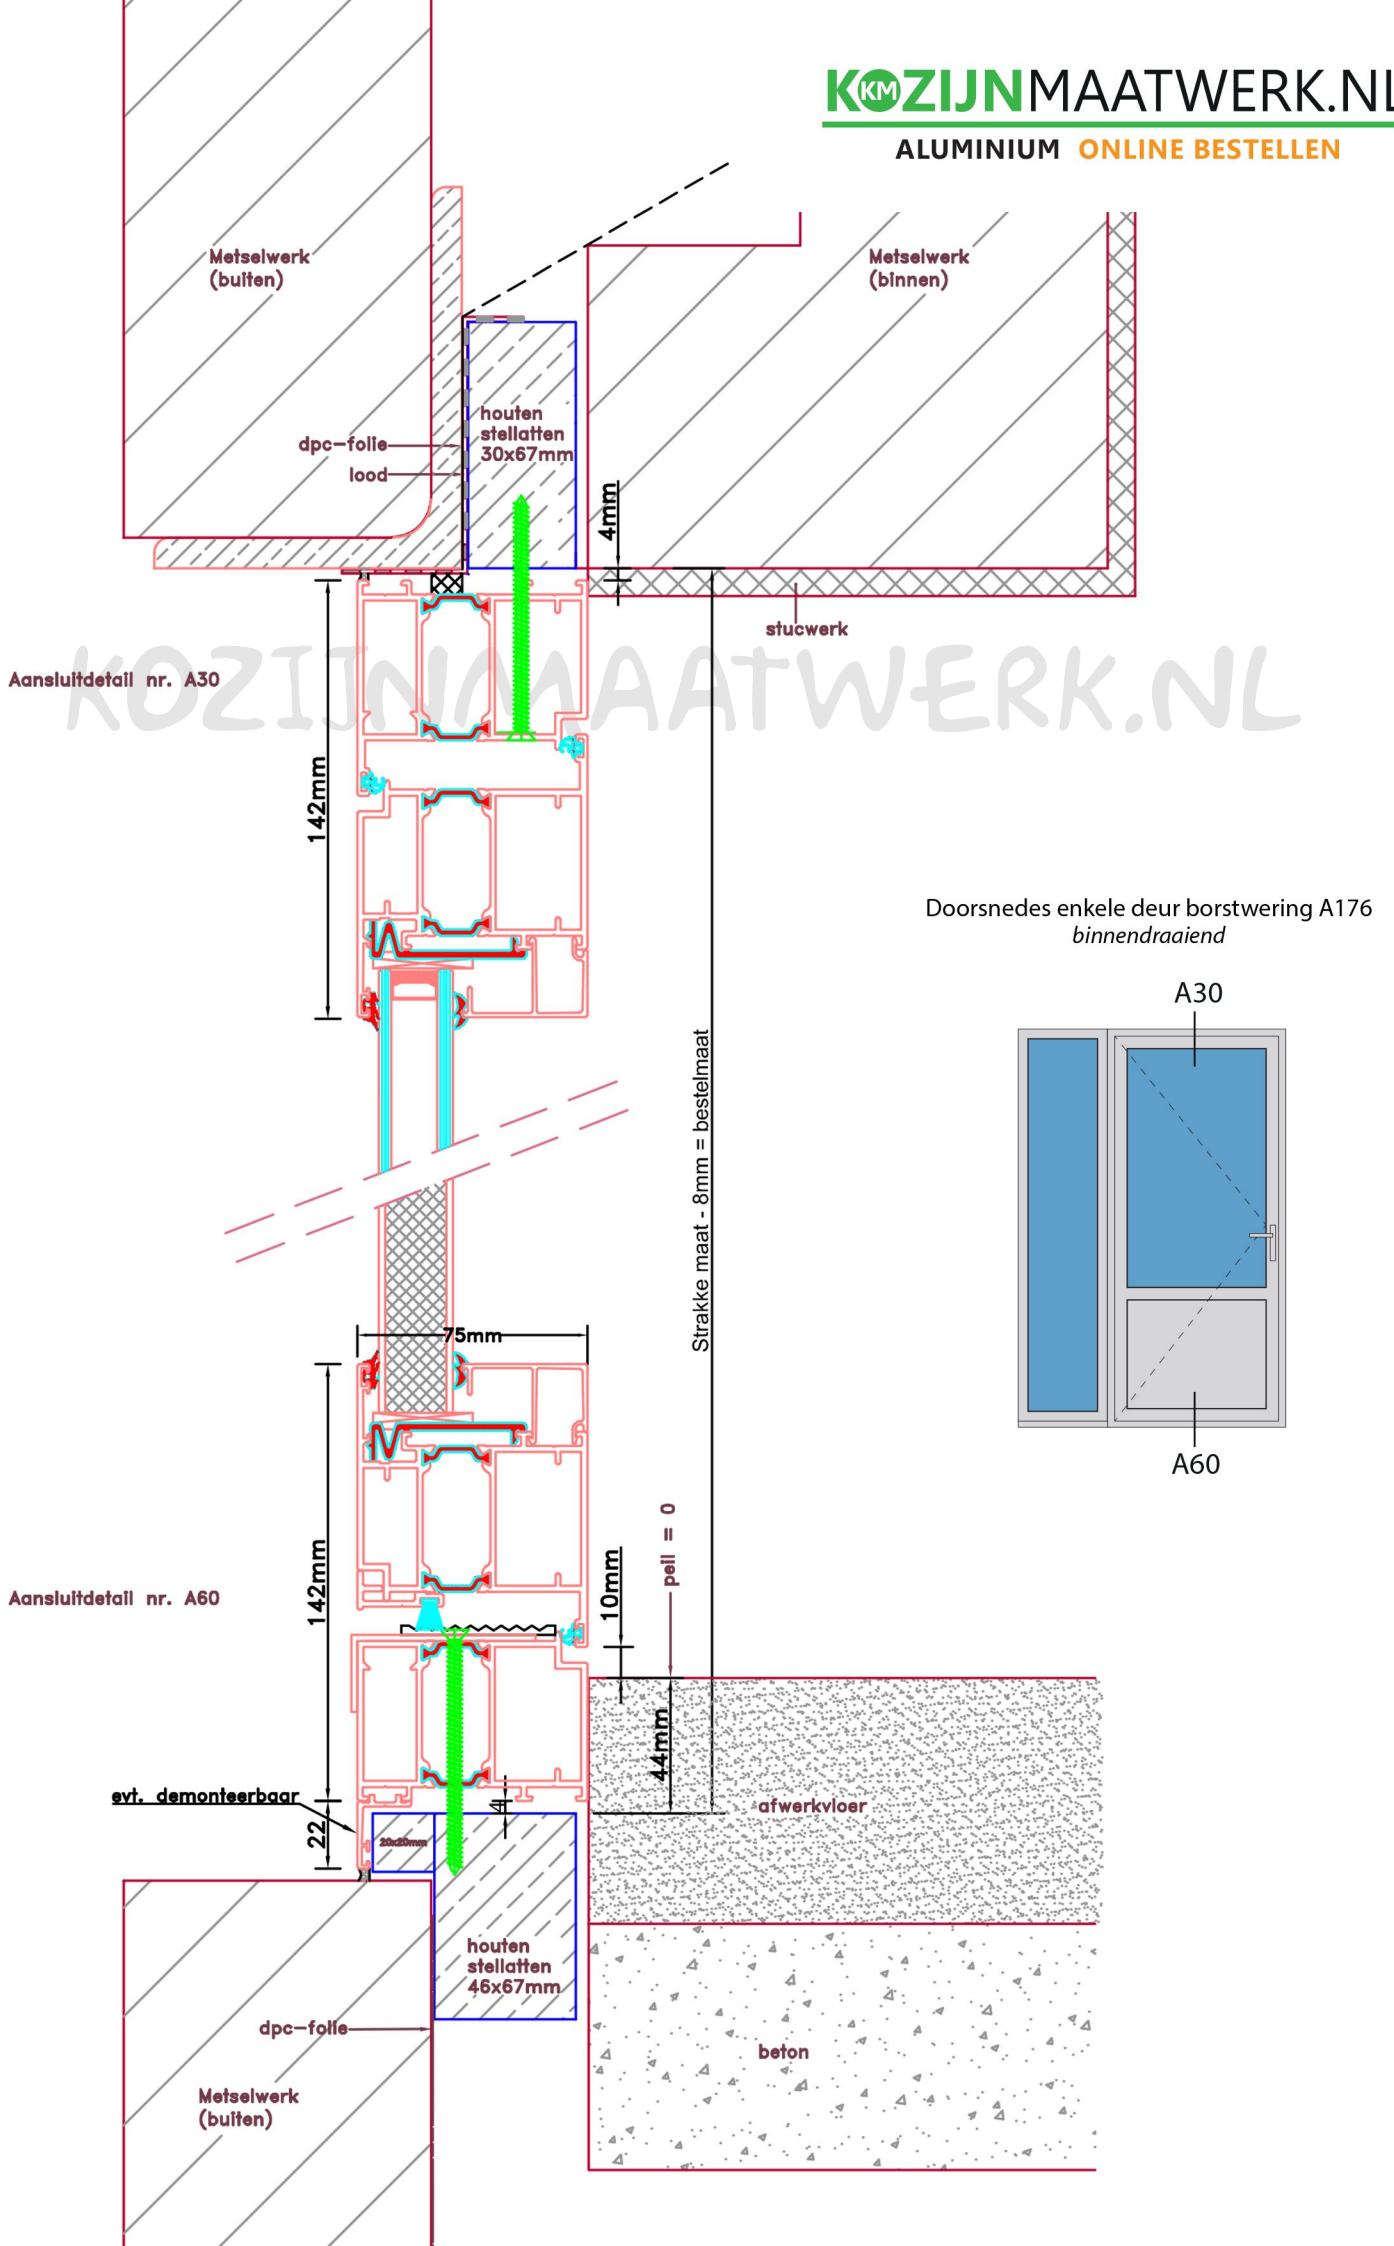 KOZIJNMAATWERK.NL
KM
ALUMINIUM ONLINE BESTELLEN
Metselwerk
(buiten)
Metselwerk
(binnen)
houten
stellatten
30x67mm
dpc-folie
lood
4mm
stucwerk
KOZIJNMAATWERK.NL
Aansluitdetail nr. A30
142mm
Doorsnedes enkele deur borstwering A176
binnendraaiend
A30
Strakke maat - 8mm = bestelmaat
75mm
A60
peil = 0
10mm
142mm
Aansluitdetail nr. A60
44mm
evt. demonteerbaar
4
afwerkvloer
22
20x20mm
houten
stellatten
46x67mm
dpc-folie
beton
Metselwerk
(buiten)